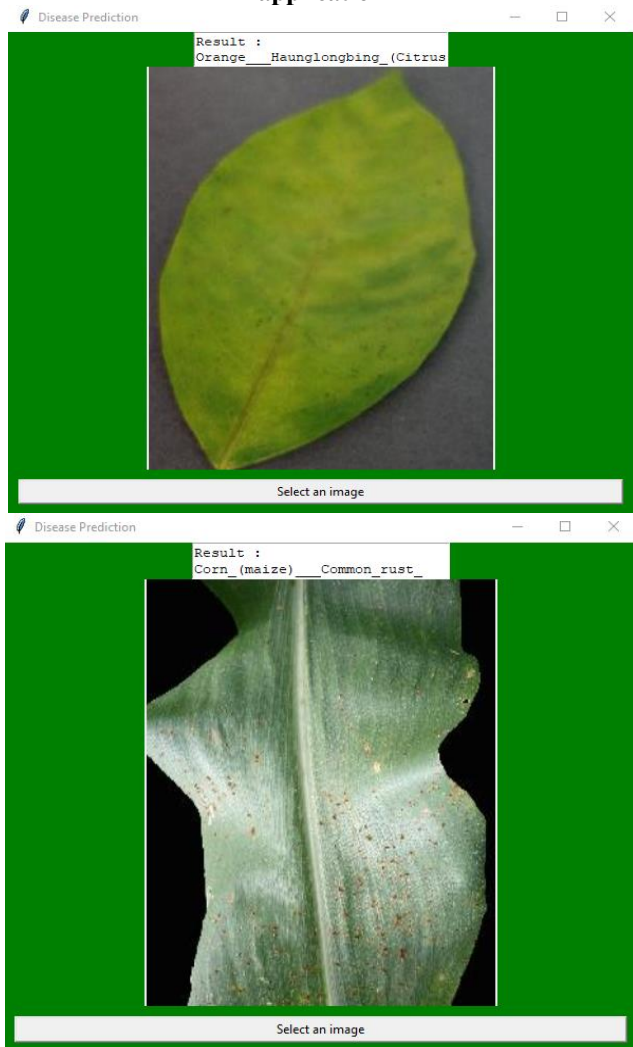 Disease Prediction
Result :
Orange___Haunglongbing_(Citrus
Select an image
Disease Prediction
Result :
Corn_(maize)___Common_rust_
Select an image